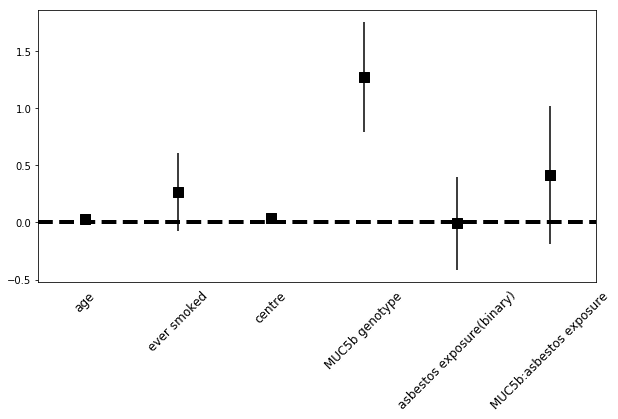 1.5
1.0
0.5
0.0
−0.5
age
ever smoked
centre
MUC5b genotype
asbestos exposure(binary)
MUC5b:asbestos exposure